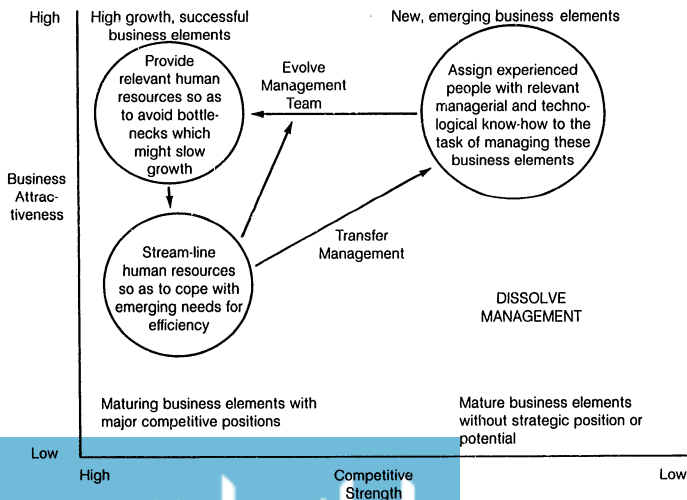 High
High growth, successful
business elements
New, emerging business elements
Provide
relevant human
resources so as
to avoid bottle-
necks which
might slow
growth
Evolve
Management
Team
Assign experienced
people with relevant
managerial and techno-
logical know-how to the
task of managing these
business elements
Business
Attrac-
tiveness
Stream-line
human resources
so as to cope with
emerging needs for
efficiency
Transfer
Management
DISSOLVE
MANAGEMENT
Maturing business elements with
major competitive positions
Mature business elements
without strategic position or
potential
Low
High
Competitive
Strength
Low